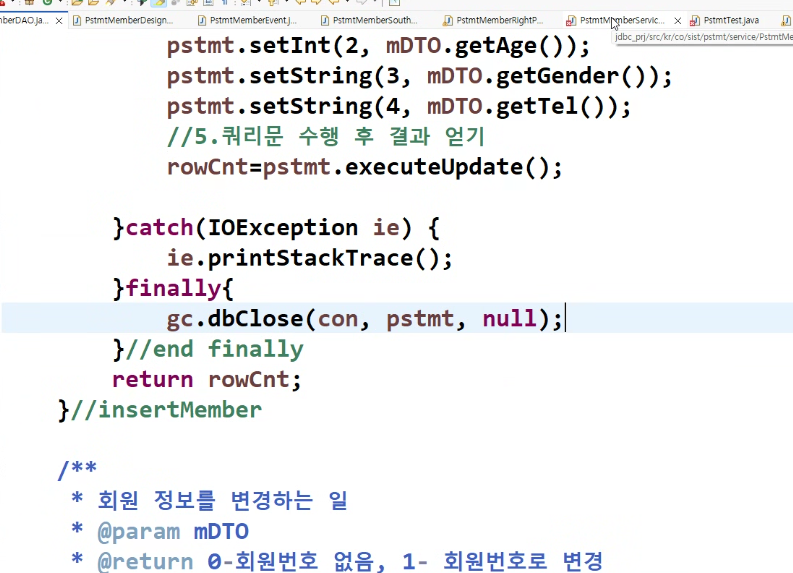 nberDAO.ja...
PstmtMemberDesign...
PstmtMemberEvent.j...
PstmtMemberSouth...
PstmtMemberRightP...
PstmtMemberServic...
PstmtTest.java
jdbc_prj/src/kr/co/sist/pstmt/service/PstmtMe
pstmt.setInt(2, mDTO.getAge());
pstmt.setString(3, mDTO.getGender());
pstmt.setString(4, mDTO.getTel());
//5.쿼리문 수행 후 결과 얻기
rowCnt=pstmt.executeUpdate();
}catch(IOException ie) {
ie.printStackTrace();
}finally{
gc.dbClose(con, pstmt, null);
}//end finally
return rowCnt;
}//insertMember
/**
* 회원 정보를 변경하는 일
* @param mDTO
* @return 0-회원번호 없음, 1- 회원번호로 변경